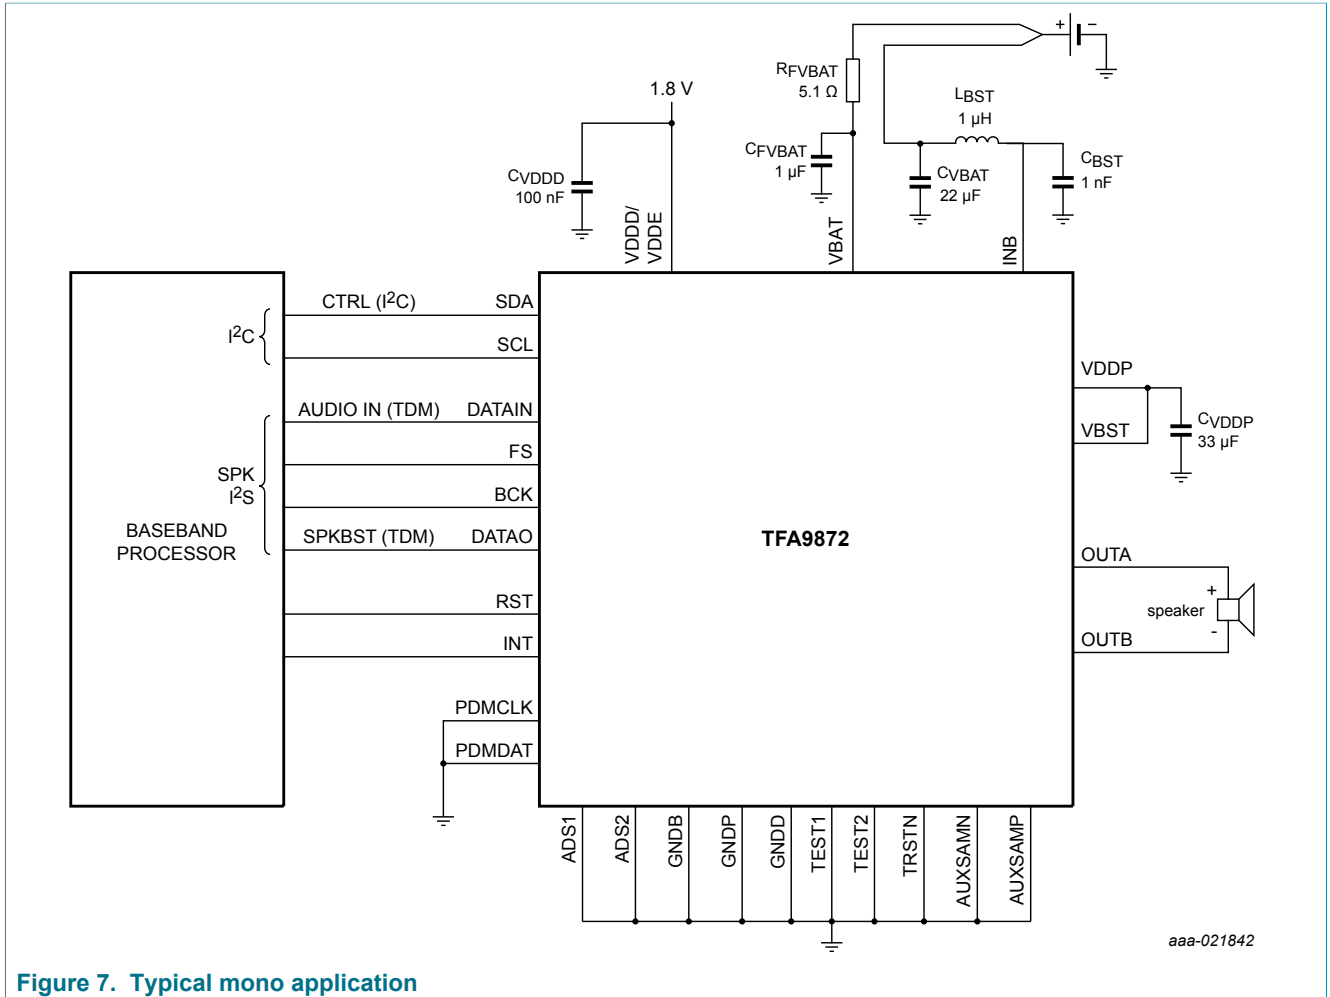 + −
RFVBAT
5.1 Ω
1.8 V
LBST
1 µH
CFVBAT
1 µF
CBST
1 nF
CVDDD
100 nF
CVBAT
22 µF
VDDD/
VDDE
VBAT
INB
CTRL (I2C) SDA
I2C
SCL
VDDP
AUDIO IN (TDM) DATAIN
VBST
CVDDP
33 µF
FS
SPK
I2S
BCK
BASEBAND
PROCESSOR
SPKBST (TDM) DATAO
TFA9872
OUTA
+
speaker
-
OUTB
RST
INT
PDMCLK
PDMDAT
ADS1
ADS2
GNDB
GNDP
GNDD
TEST1
TEST2
TRSTN
AUXSAMN
AUXSAMP
aaa-021842
Figure 7. Typical mono application